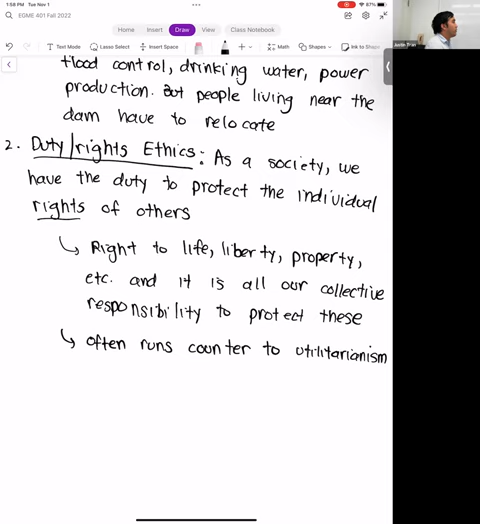 1:58 PM Tue Nov 1
87%
EGME 401 Fall 2022
Home Insert Draw View Class Notebook
Text Mode Lasso Select Insert Space Math Shapes Ink to Shape
Justin Tran
flood control, drinking water, power
production. But people living near the
dam have to relocate
2. Duty/rights Ethics: As a society, we
have the duty to protect the individual
rights of others
↳ Right to life, liberty, property,
etc. and it is all our collective
responsibility to protect these
↳ often runs counter to utilitarianism